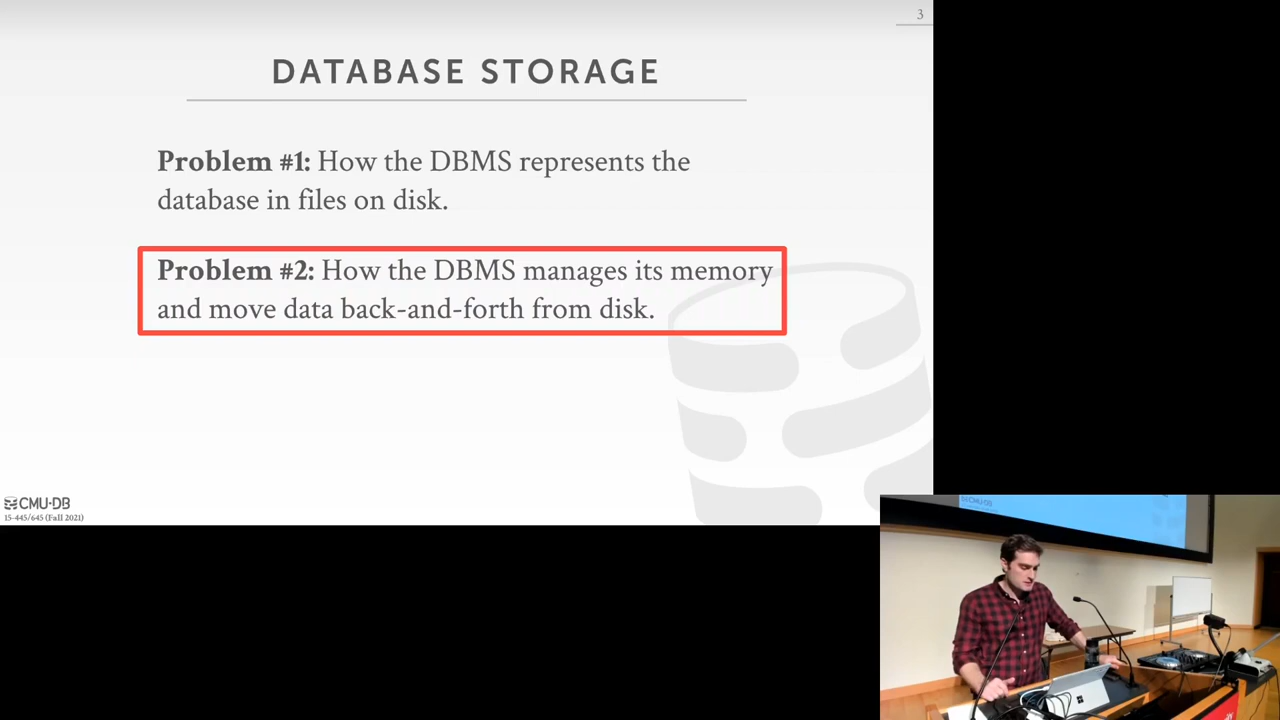 3
DATABASE STORAGE
Problem #1: How the DBMS represents the
database in files on disk.
Problem #2: How the DBMS manages its memory
and move data back-and-forth from disk.
CMU·DB
15-445/645 (Fall 2021)